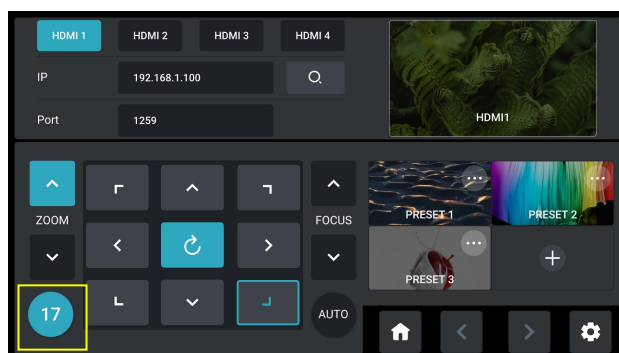 HDMI 1 HDMI 2 HDMI 3 HDMI 4
IP 192.168.1.100
Port 1259
HDMI1
ZOOM
FOCUS
17
AUTO
PRESET 1 PRESET 2
PRESET 3